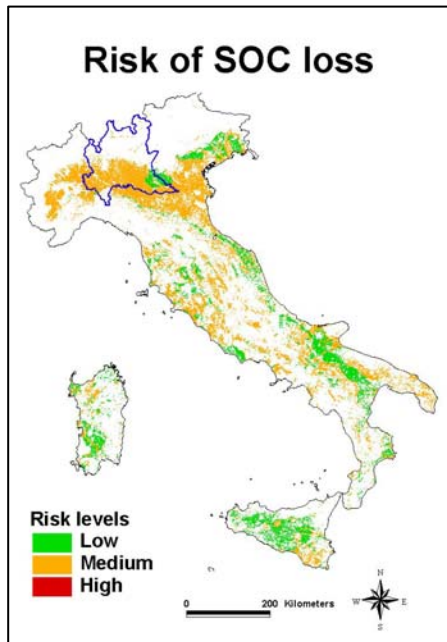 Risk of SOC loss
Risk levels
Low
Medium
High
0 200 Kilometers
N
W E
S